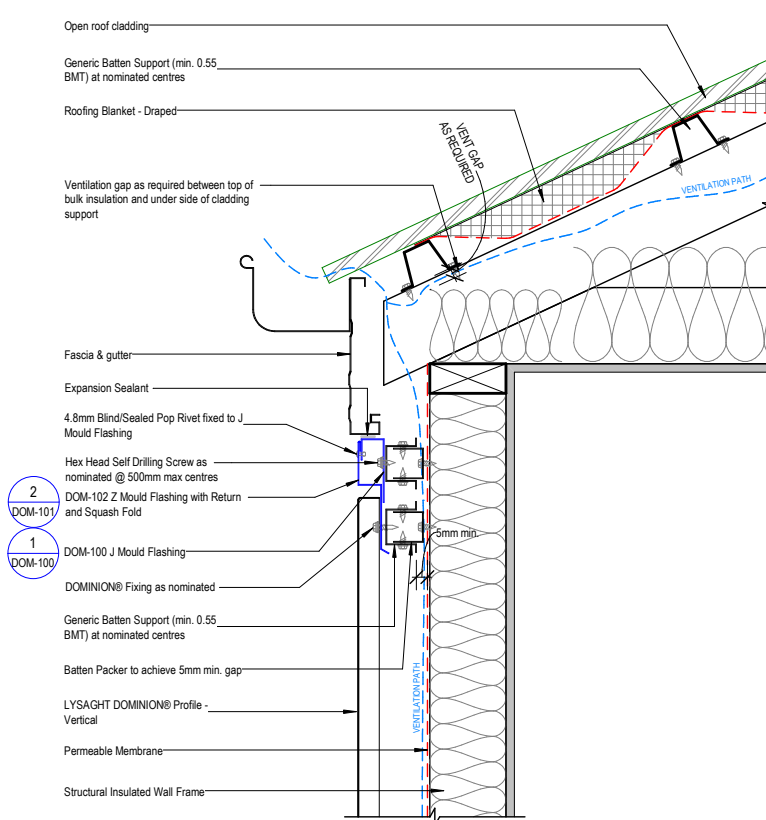 Open roof cladding
Generic Batten Support (min. 0.55
BMT) at nominated centres
Roofing Blanket - Draped
VENT GAP
AS REQUIRED
VENTILATION PATH
Ventilation gap as required between top of
bulk insulation and under side of cladding
support
Fascia & gutter
Expansion Sealant
4.8mm Blind/Sealed Pop Rivet fixed to J
Mould Flashing
Hex Head Self Drilling Screw as
nominated @ 500mm max centres
2
DOM-101
DOM-102 Z Mould Flashing with Return
and Squash Fold
1
DOM-100
DOM-100 J Mould Flashing
5mm min.
DOMINION® Fixing as nominated
Generic Batten Support (min. 0.55
BMT) at nominated centres
Batten Packer to achieve 5mm min. gap
VENTILATION PATH
LYSAGHT DOMINION® Profile -
Vertical
Permeable Membrane
Structural Insulated Wall Frame